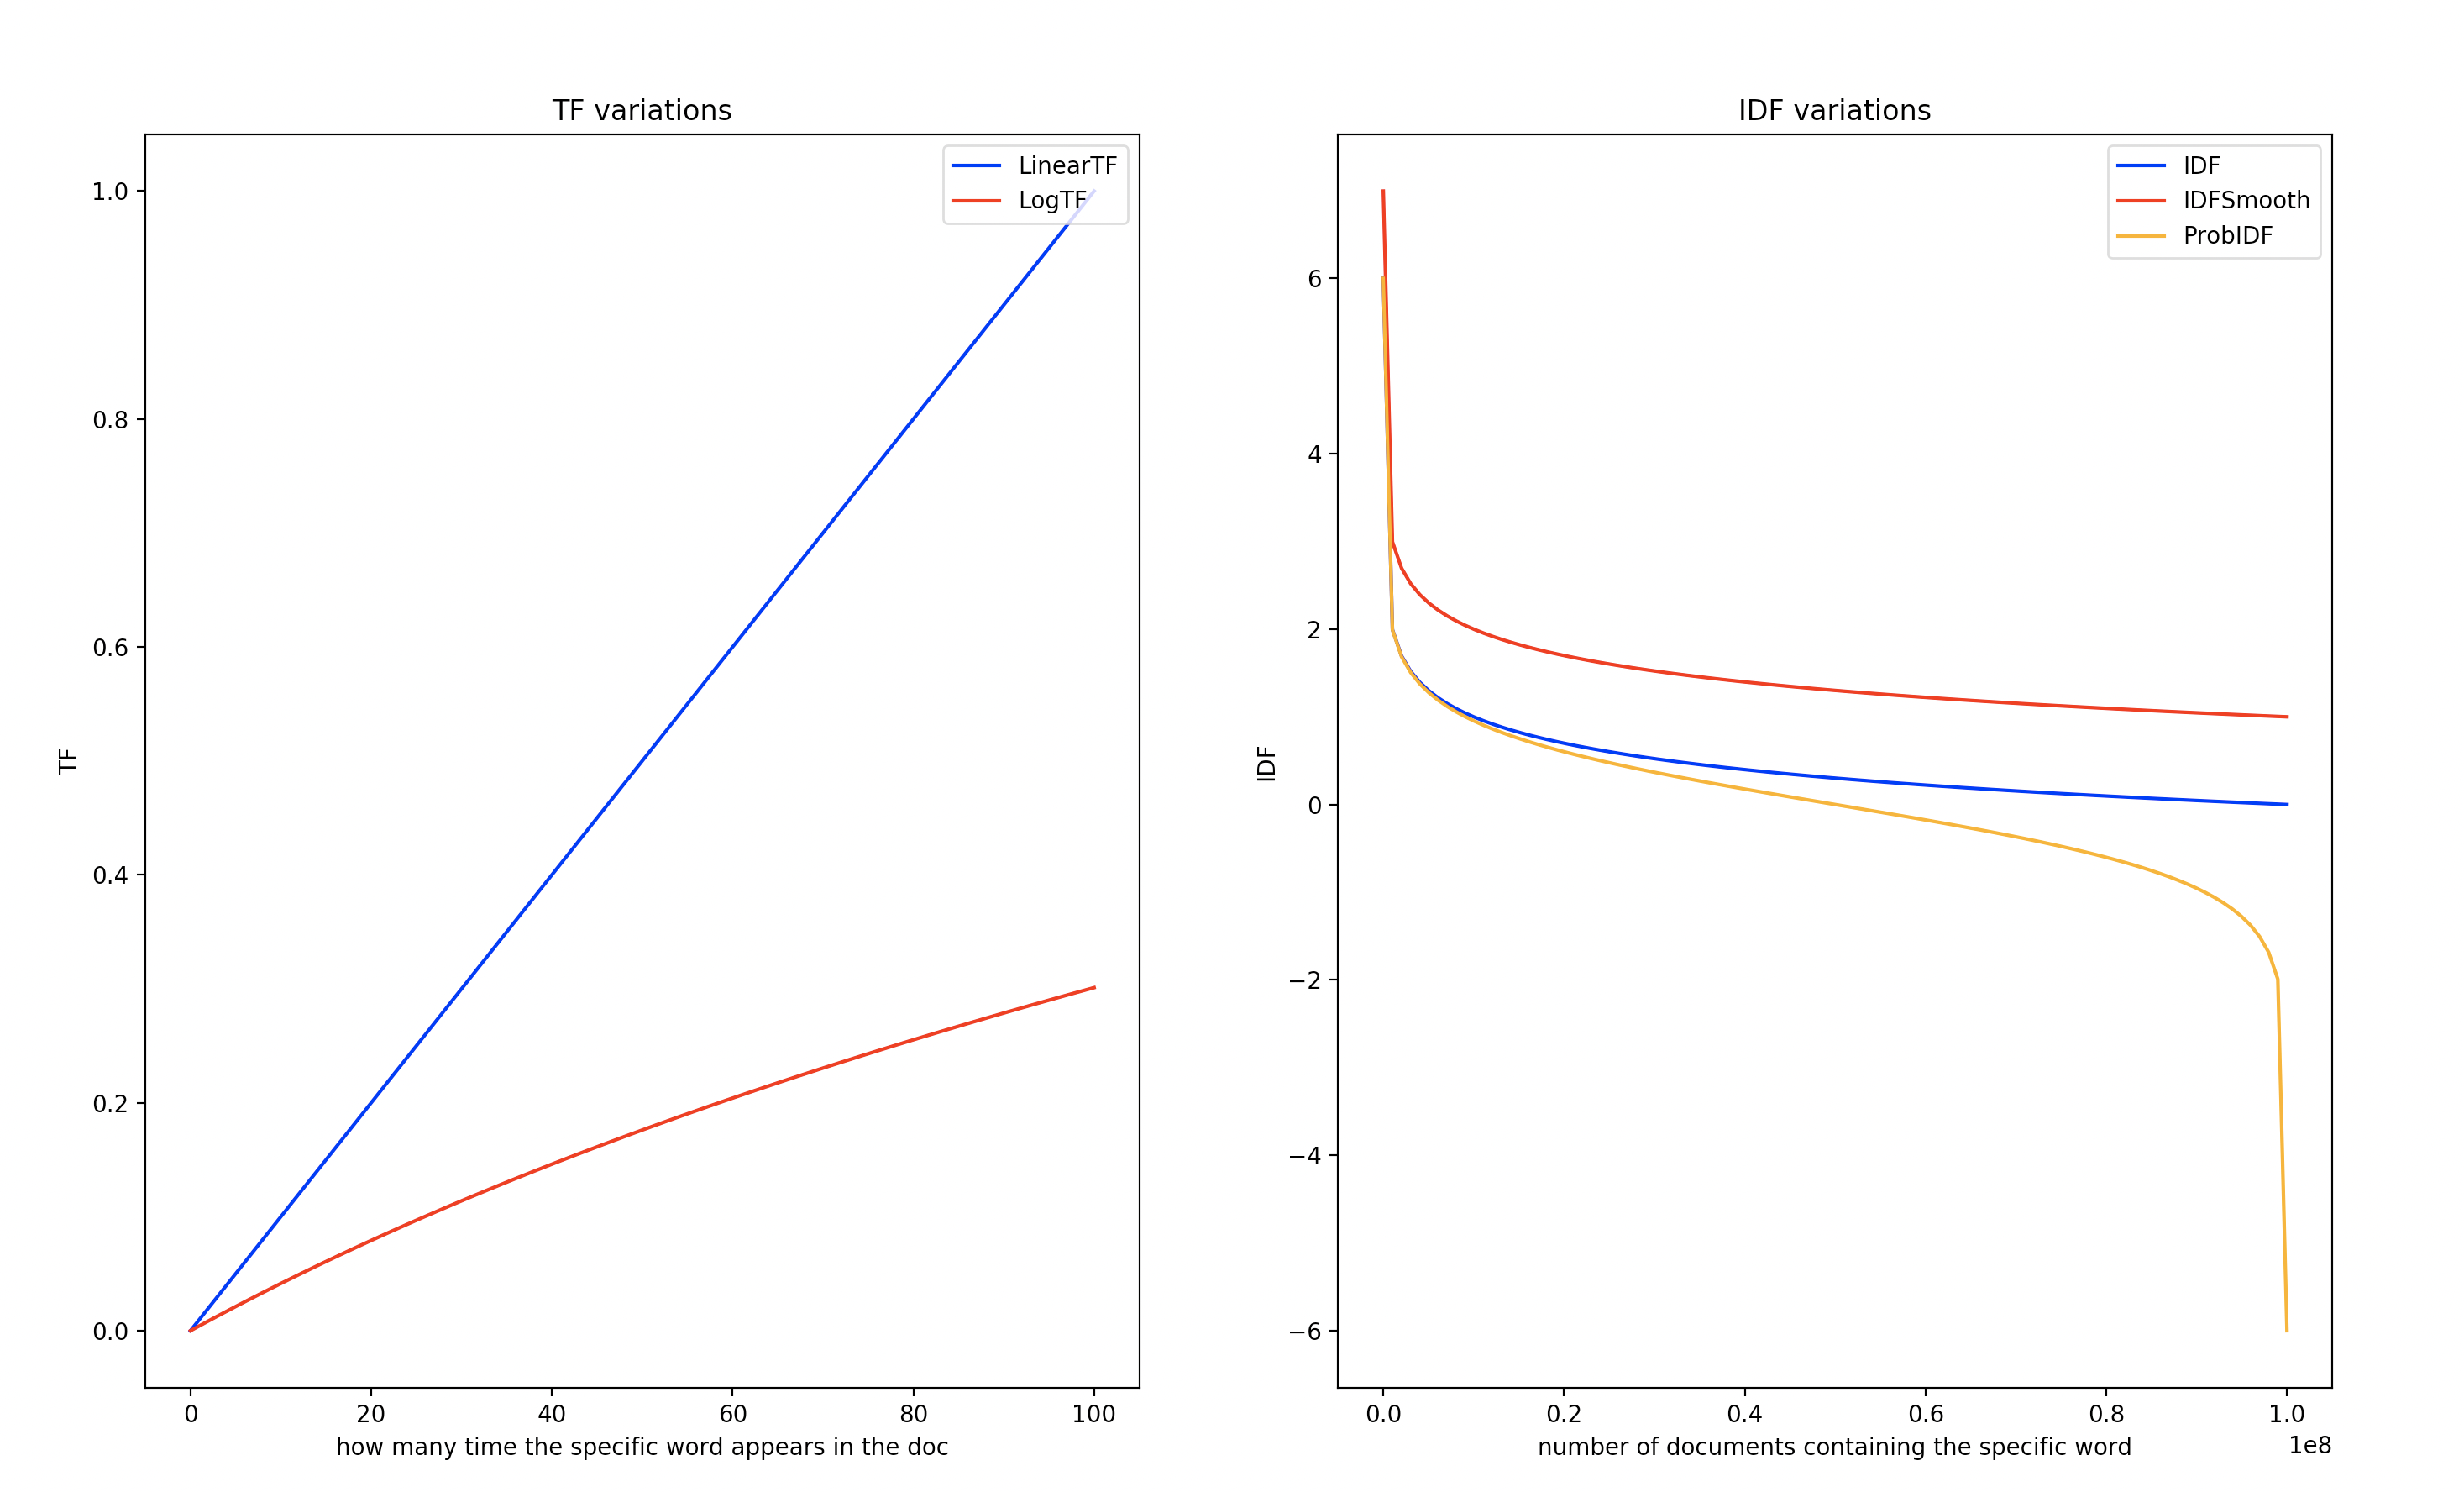 TF variations
LinearTF
LogTF
1.0
0.8
0.6
0.4
0.2
0.0
TF
0 20 40 60 80 100
how many time the specific word appears in the doc
IDF variations
IDF
IDFSmooth
ProbIDF
6
4
2
0
−2
−4
−6
IDF
0.0 0.2 0.4 0.6 0.8 1.0
1e8
number of documents containing the specific word